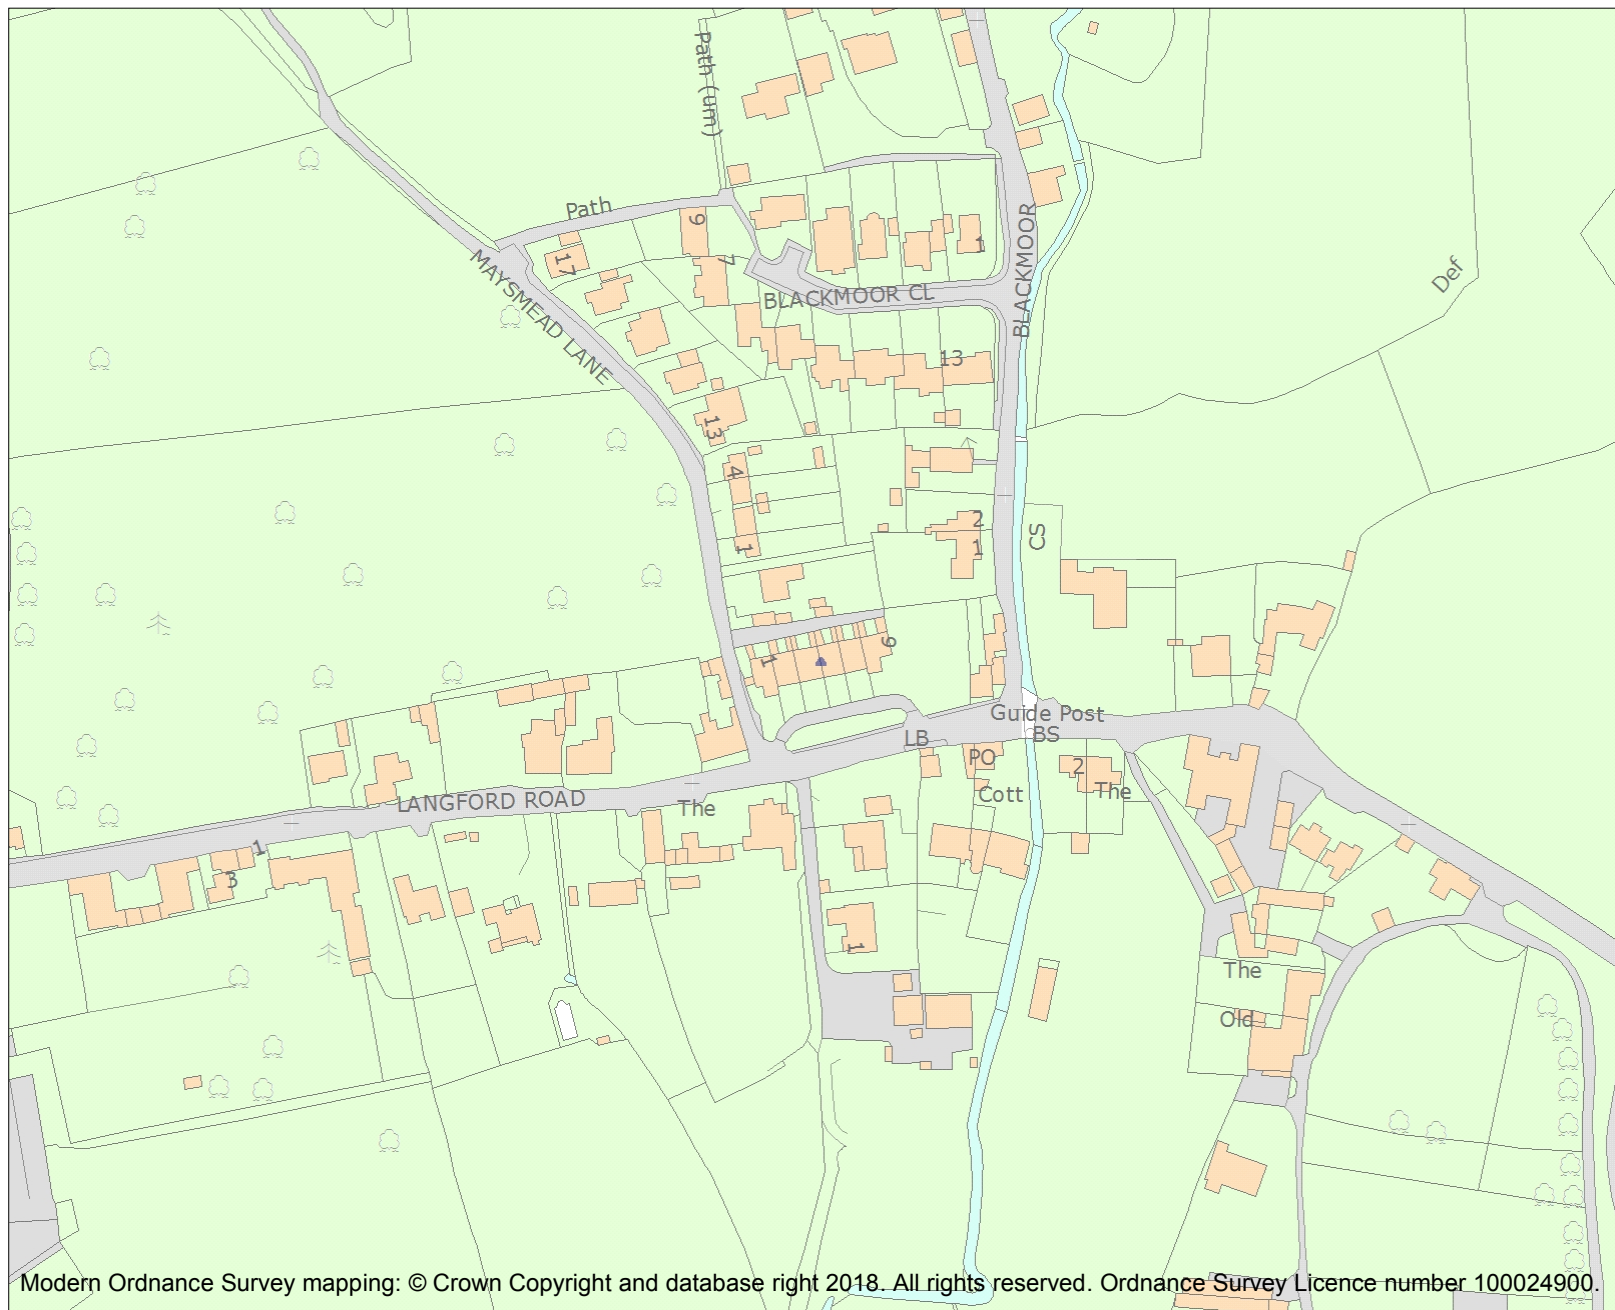 Path (um)
Path
9
17
7
1
MAYSMEAD LANE
BLACKMOOR CL
BLACKMOOR
Def
13
13
4
2
1
CS
1
1
9
Guide Post
BS
LB
PO
2
Cott
The
LANGFORD ROAD
The
1
3
1
The
Old
Modern Ordnance Survey mapping: © Crown Copyright and database right 2018. All rights reserved. Ordnance Survey Licence number 100024900.